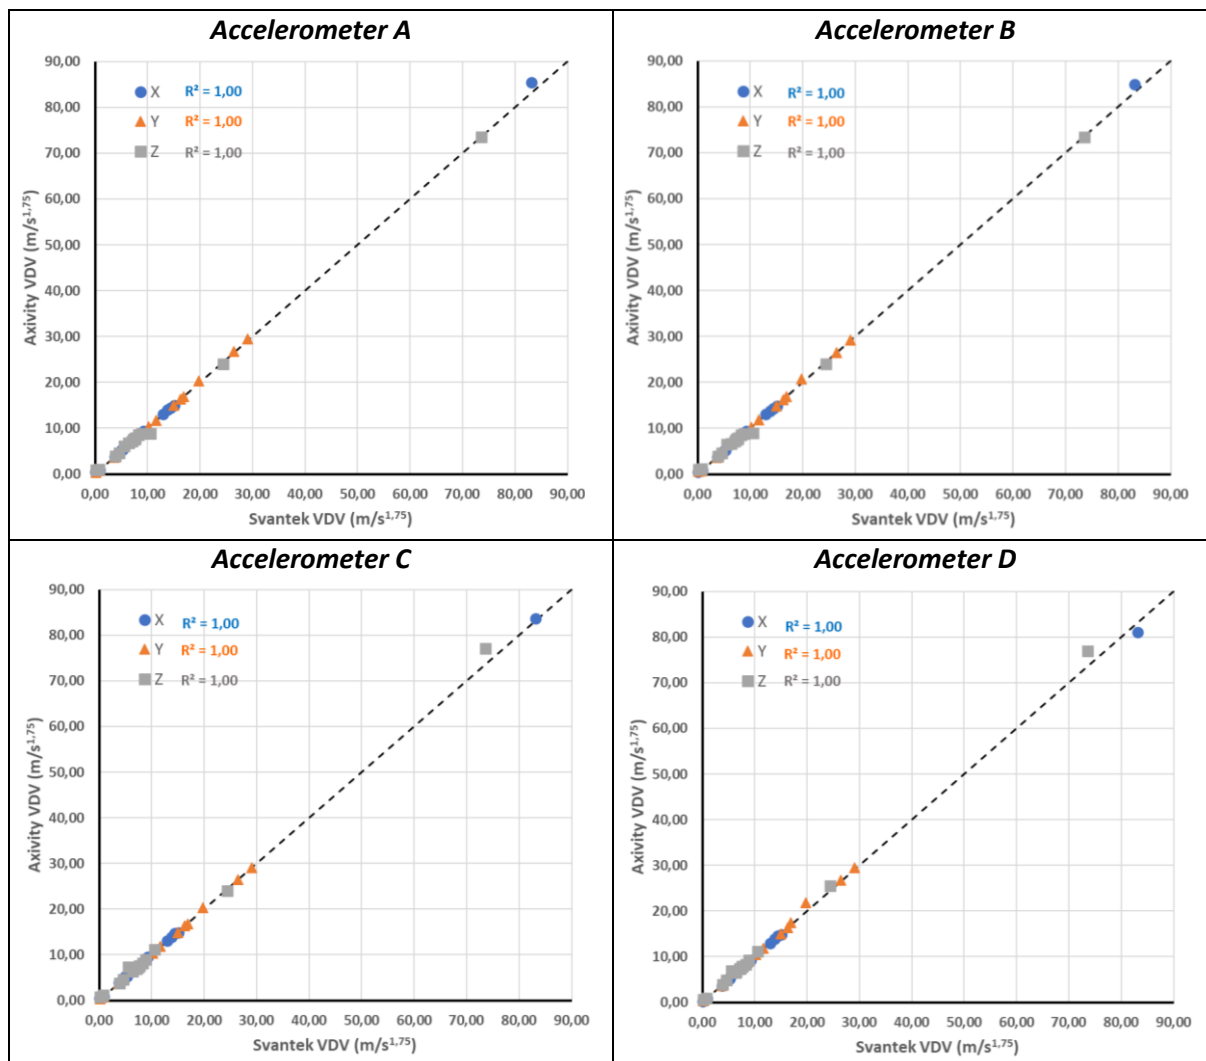 Accelerometer A
90,00
80,00
70,00
60,00
50,00
40,00
30,00
20,00
10,00
0,00
Axivity VDV (m/s1,75)
X R² = 1,00
Y R² = 1,00
Z R² = 1,00
0,00 10,00 20,00 30,00 40,00 50,00 60,00 70,00 80,00 90,00
Svantek VDV (m/s1,75)
Accelerometer B
90,00
80,00
70,00
60,00
50,00
40,00
30,00
20,00
10,00
0,00
Axivity VDV (m/s1,75)
X R² = 1,00
Y R² = 1,00
Z R² = 1,00
0,00 10,00 20,00 30,00 40,00 50,00 60,00 70,00 80,00 90,00
Svantek VDV (m/s1,75)
Accelerometer C
90,00
80,00
70,00
60,00
50,00
40,00
30,00
20,00
10,00
0,00
Axivity VDV (m/s1,75)
X R² = 1,00
Y R² = 1,00
Z R² = 1,00
0,00 10,00 20,00 30,00 40,00 50,00 60,00 70,00 80,00 90,00
Svantek VDV (m/s1,75)
Accelerometer D
90,00
80,00
70,00
60,00
50,00
40,00
30,00
20,00
10,00
0,00
Axivity VDV (m/s1,75)
X R² = 1,00
Y R² = 1,00
Z R² = 1,00
0,00 10,00 20,00 30,00 40,00 50,00 60,00 70,00 80,00 90,00
Svantek VDV (m/s1,75)